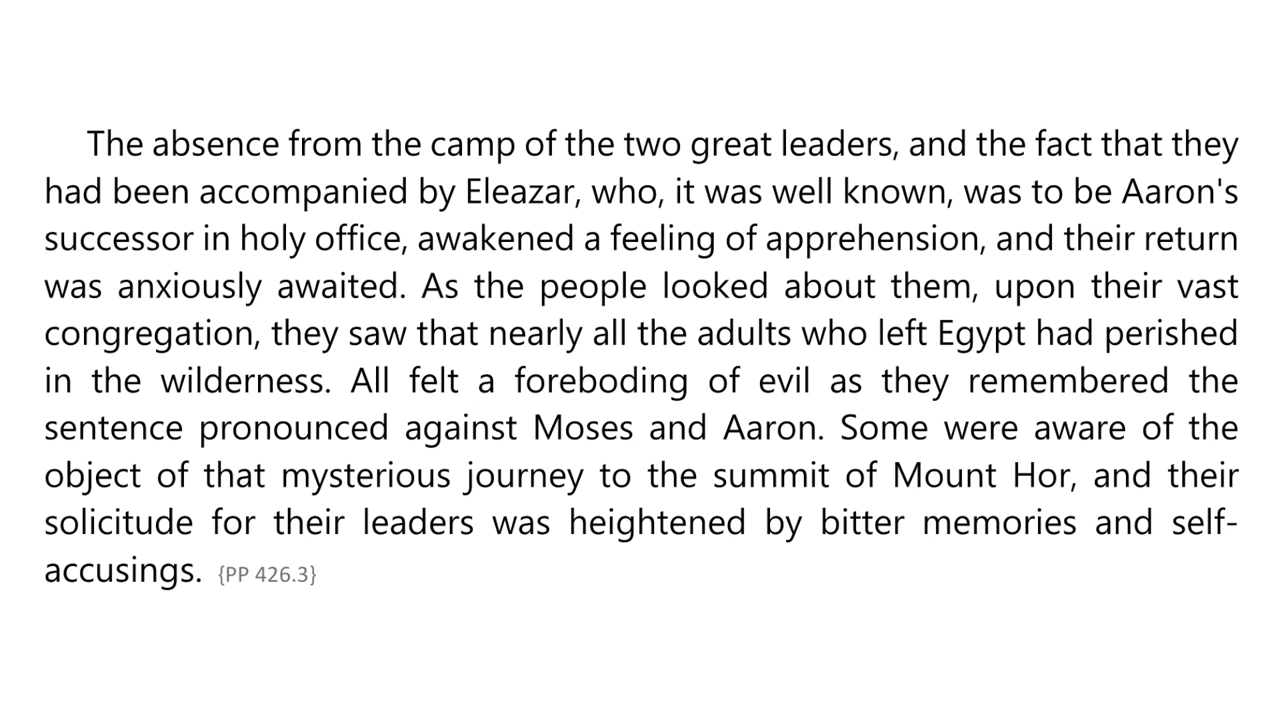 The absence from the camp of the two great leaders, and the fact that they
had been accompanied by Eleazar, who, it was well known, was to be Aaron's
successor in holy office, awakened a feeling of apprehension, and their return
was anxiously awaited. As the people looked about them, upon their vast
congregation, they saw that nearly all the adults who left Egypt had perished
in the wilderness. All felt a foreboding of evil as they remembered the
sentence pronounced against Moses and Aaron. Some were aware of the
object of that mysterious journey to the summit of Mount Hor, and their
solicitude for their leaders was heightened by bitter memories and self-
accusings. {PP 426.3}